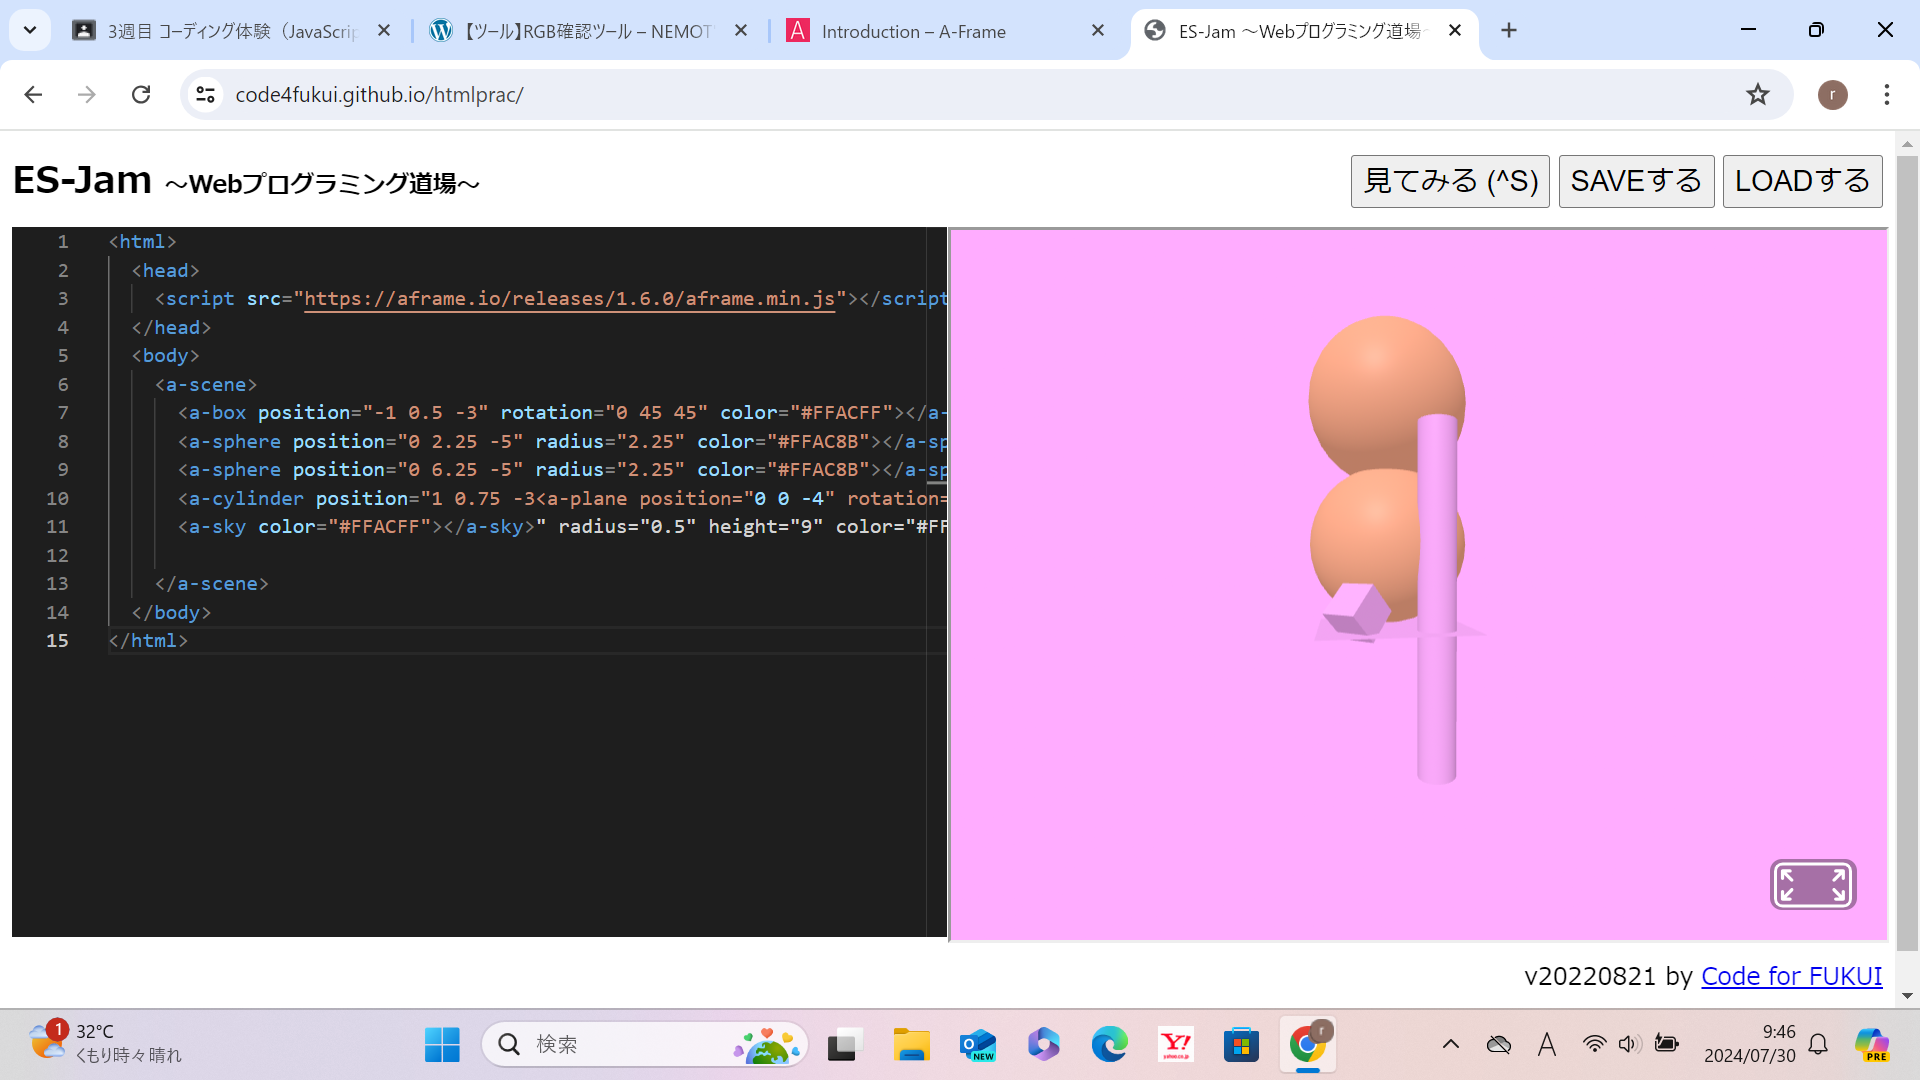 3週目 コーディング体験（JavaScrip
【ツール】RGB確認ツール – NEMOT
Introduction – A-Frame
ES-Jam ～Webプログラミング道場～
code4fukui.github.io/htmlprac/
r
ES-Jam ～Webプログラミング道場～
見てみる (^S)
SAVEする
LOADする
1 <html>
2 <head>
3 <script src="https://aframe.io/releases/1.6.0/aframe.min.js"></script
4 </head>
5 <body>
6 <a-scene>
7 <a-box position="-1 0.5 -3" rotation="0 45 45" color="#FFACFF"></a-
8 <a-sphere position="0 2.25 -5" radius="2.25" color="#FFAC8B"></a-sp
9 <a-sphere position="0 6.25 -5" radius="2.25" color="#FFAC8B"></a-sp
10 <a-cylinder position="1 0.75 -3<a-plane position="0 0 -4" rotation=
11 <a-sky color="#FFACFF"></a-sky>" radius="0.5" height="9" color="#FF
12
13 </a-scene>
14 </body>
15 </html>
v20220821 by Code for FUKUI
1
32°C
くもり時々晴れ
検索
NEW
Y!
yahoo.co.jp
r
A
9:46
2024/07/30
PRE